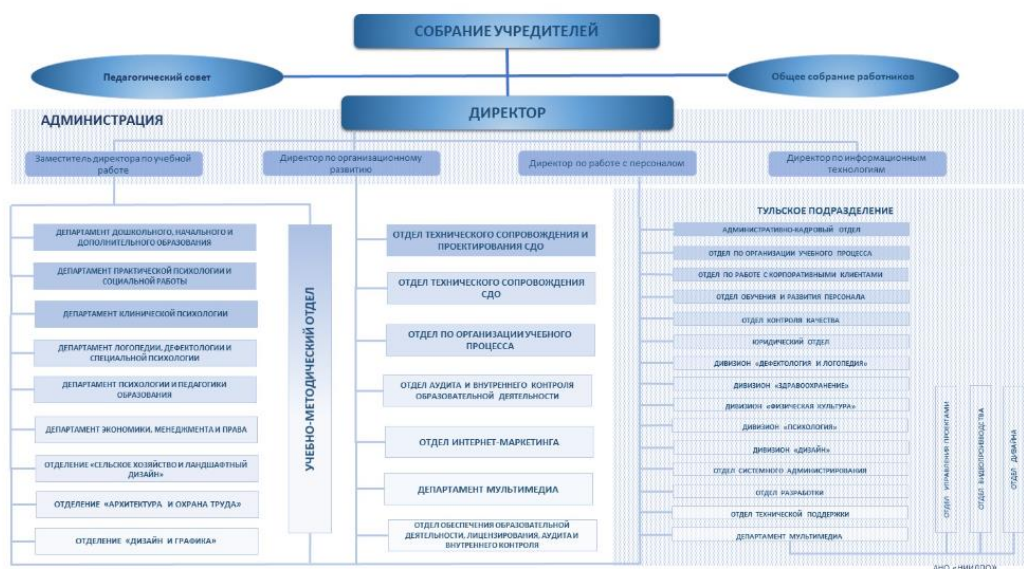 СОБРАНИЕ УЧРЕДИТЕЛЕЙ
Педагогический совет
Общее собрание работников
ДИРЕКТОР
АДМИНИСТРАЦИЯ
Заместитель директора по учебной
работе
Директор по организационному
развитию
Директор по работе с персоналом
Директор по информационным
технологиям
ДЕПАРТАМЕНТ ДОШКОЛЬНОГО, НАЧАЛЬНОГО И
ДОПОЛНИТЕЛЬНОГО ОБРАЗОВАНИЯ
ДЕПАРТАМЕНТ ПРАКТИЧЕСКОЙ ПСИХОЛОГИИ И
СОЦИАЛЬНОЙ РАБОТЫ
ДЕПАРТАМЕНТ КЛИНИЧЕСКОЙ ПСИХОЛОГИИ
ДЕПАРТАМЕНТ ЛОГОПЕДИИ, ДЕФЕКТОЛОГИИ И
СПЕЦИАЛЬНОЙ ПСИХОЛОГИИ
ДЕПАРТАМЕНТ ПСИХОЛОГИИ И ПЕДАГОГИКИ
ОБРАЗОВАНИЯ
ДЕПАРТАМЕНТ ЭКОНОМИКИ, МЕНЕДЖМЕНТА И ПРАВА
ОТДЕЛЕНИЕ «СЕЛЬСКОЕ ХОЗЯЙСТВО И ЛАНДШАФТНЫЙ
ДИЗАЙН»
ОТДЕЛЕНИЕ «АРХИТЕКТУРА И ОХРАНА ТРУДА»
ОТДЕЛЕНИЕ «ДИЗАЙН И ГРАФИКА»
УЧЕБНО-МЕТОДИЧЕСКИЙ ОТДЕЛ
ОТДЕЛ ТЕХНИЧЕСКОГО СОПРОВОЖДЕНИЯ И
ПРОЕКТИРОВАНИЯ СДО
ОТДЕЛ ТЕХНИЧЕСКОГО СОПРОВОЖДЕНИЯ
СДО
ОТДЕЛ ПО ОРГАНИЗАЦИИ УЧЕБНОГО
ПРОЦЕССА
ОТДЕЛ АУДИТА И ВНУТРЕННЕГО КОНТРОЛЯ
ОБРАЗОВАТЕЛЬНОЙ ДЕЯТЕЛЬНОСТИ
ОТДЕЛ ИНТЕРНЕТ-МАРКЕТИНГА
ДЕПАРТАМЕНТ МУЛЬТИМЕДИА
ОТДЕЛ ОБЕСПЕЧЕНИЯ ОБРАЗОВАТЕЛЬНОЙ
ДЕЯТЕЛЬНОСТИ, ЛИЦЕНЗИРОВАНИЯ, АУДИТА И
ВНУТРЕННЕГО КОНТРОЛЯ
ТУЛЬСКОЕ ПОДРАЗДЕЛЕНИЕ
АДМИНИСТРАТИВНО-КАДРОВЫЙ ОТДЕЛ
ОТДЕЛ ПО ОРГАНИЗАЦИИ УЧЕБНОГО ПРОЦЕССА
ОТДЕЛ ПО РАБОТЕ С КОРПОРАТИВНЫМИ КЛИЕНТАМИ
ОТДЕЛ ОБУЧЕНИЯ И РАЗВИТИЯ ПЕРСОНАЛА
ОТДЕЛ КОНТРОЛЯ КАЧЕСТВА
ЮРИДИЧЕСКИЙ ОТДЕЛ
ДИВИЗИОН «ДЕФЕКТОЛОГИЯ И ЛОГОПЕДИЯ»
ДИВИЗИОН «ЗДРАВООХРАНЕНИЕ»
ДИВИЗИОН «ФИЗИЧЕСКАЯ КУЛЬТУРА»
ДИВИЗИОН «ПСИХОЛОГИЯ»
ДИВИЗИОН «ДИЗАЙН»
ОТДЕЛ СИСТЕМНОГО АДМИНИСТРИРОВАНИЯ
ОТДЕЛ РАЗРАБОТКИ
ОТДЕЛ ТЕХНИЧЕСКОЙ ПОДДЕРЖКИ
ДЕПАРТАМЕНТ МУЛЬТИМЕДИА
ОТДЕЛ УПРАВЛЕНИЯ ПРОЕКТАМИ
ОТДЕЛ ВИДЕОПРОИЗВОДСТВА
ОТДЕЛ ДИЗАЙНА
АНО «НИИДПО»